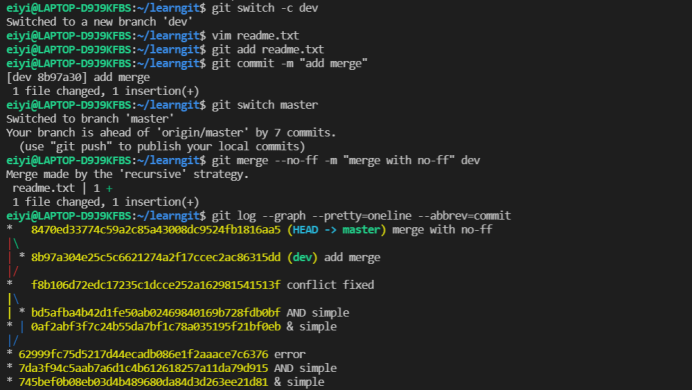 eiyi@LAPTOP-D9J9KFBS:~/learngit$ git switch -c dev
Switched to a new branch 'dev'
eiyi@LAPTOP-D9J9KFBS:~/learngit$ vim readme.txt
eiyi@LAPTOP-D9J9KFBS:~/learngit$ git add readme.txt
eiyi@LAPTOP-D9J9KFBS:~/learngit$ git commit -m "add merge"
[dev 8b97a30] add merge
 1 file changed, 1 insertion(+)
eiyi@LAPTOP-D9J9KFBS:~/learngit$ git switch master
Switched to branch 'master'
Your branch is ahead of 'origin/master' by 7 commits.
  (use "git push" to publish your local commits)
eiyi@LAPTOP-D9J9KFBS:~/learngit$ git merge --no-ff -m "merge with no-ff" dev
Merge made by the 'recursive' strategy.
 readme.txt | 1 +
 1 file changed, 1 insertion(+)
eiyi@LAPTOP-D9J9KFBS:~/learngit$ git log --graph --pretty=oneline --abbrev=commit
*   8470ed33774c59a2c85a43008dc9524fb1816aa5 (HEAD -> master) merge with no-ff
|\
| * 8b97a304e25c5c6621274a2f17ccec2ac86315dd (dev) add merge
|/
*   f8b106d72edc17235c1dcce252a162981541513f conflict fixed
|\
| * bd5afba4b42d1fe50ab02469840169b728fdb0bf AND simple
* | 0af2abf3f7c24b55da7bf1c78a035195f21bf0eb & simple
|/
* 62999fc75d5217d44ecadb086e1f2aaace7c6376 error
* 7da3f94c5aab7a6d1c4b612618257a11da79d915 AND simple
* 745bef0b08eb03d4b489680da84d3d263ee21d81 & simple